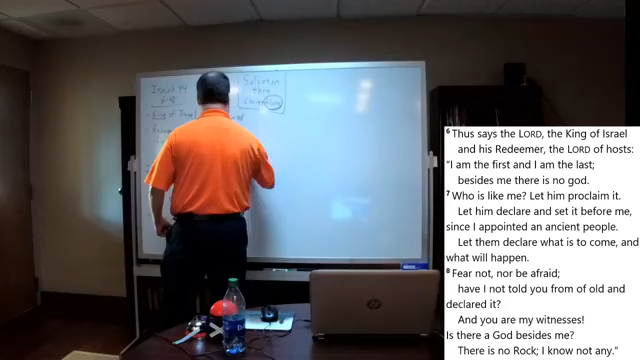 Isaiah 44
6-8
King of Israel
Salvation
⁶ Thus says the LORD, the King of Israel
and his Redeemer, the LORD of hosts:
“I am the first and I am the last;
besides me there is no god.
⁷ Who is like me? Let him proclaim it.
Let him declare and set it before me,
since I appointed an ancient people.
Let them declare what is to come, and
what will happen.
⁸ Fear not, nor be afraid;
have I not told you from of old and
declared it?
And you are my witnesses!
Is there a God besides me?
There is no Rock; I know not any.”
hp